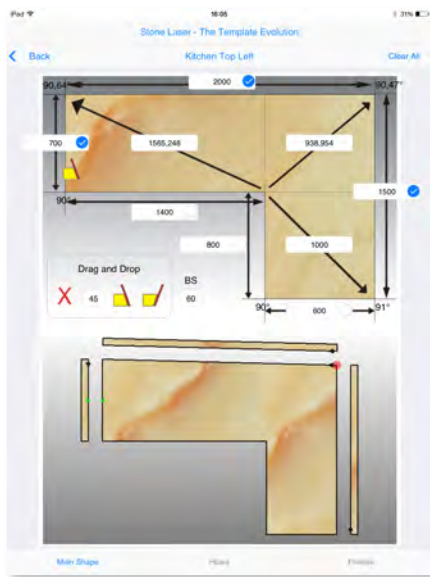 iPad 16:05 31%
Stone Laser - The Template Evolution
Back Kitchen Top Left Clear All
90,64° 2000 90,47°
700 1565,248 938,954
1500
90° 1400
800 1000
Drag and Drop BS
X 45 60
90° 600 91°
Main Shape Holes Finished